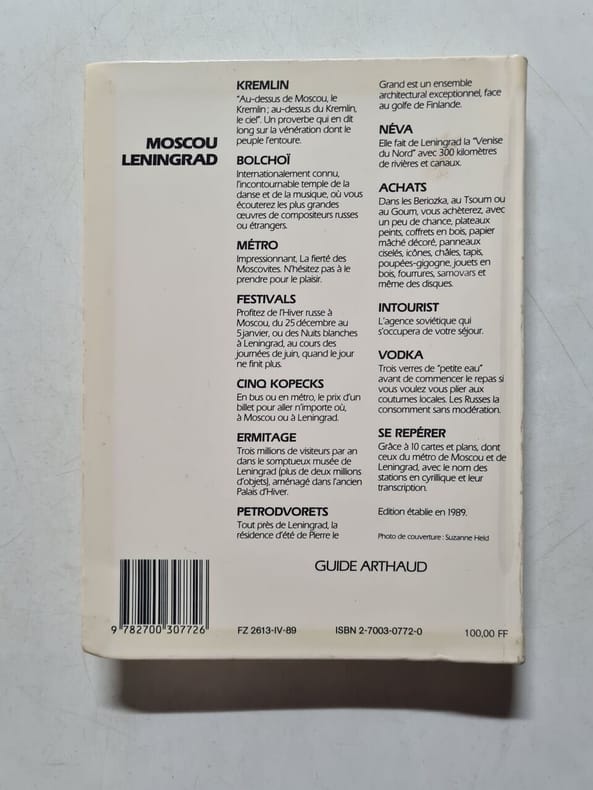 MOSCOU
LENINGRAD
KREMLIN
"Au-dessus de Moscou, le
Kremlin ; au-dessus du Kremlin,
le ciel". Un proverbe qui en dit
long sur la vénération dont le
peuple l'entoure.
BOLCHOÏ
Internationalement connu,
l'incontournable temple de la
danse et de la musique, où vous
écouterez les plus grandes
œuvres de compositeurs russes
ou étrangers.
MÉTRO
Impressionnant. La fierté des
Moscovites. N'hésitez pas à le
prendre pour le plaisir.
FESTIVALS
Profitez de l'Hiver russe à
Moscou, du 25 décembre au
5 janvier, ou des Nuits blanches
à Leningrad, au cours des
journées de juin, quand le jour
ne finit plus.
CINQ KOPECKS
En bus ou en métro, le prix d'un
billet pour aller n'importe où,
à Moscou ou à Leningrad.
ERMITAGE
Trois millions de visiteurs par an
dans le somptueux musée de
Leningrad (plus de deux millions
d'objets), aménagé dans l'ancien
Palais d'Hiver.
PETRODVORETS
Tout près de Leningrad, la
résidence d'été de Pierre le
Grand est un ensemble
architectural exceptionnel, face
au golfe de Finlande.
NÉVA
Elle fait de Leningrad la "Venise
du Nord" avec 300 kilomètres
de rivières et canaux.
ACHATS
Dans les Beriozka, au Tsoum ou
au Goum, vous achèterez, avec
un peu de chance, plateaux
peints, coffrets en bois, papier
mâché décoré, panneaux
ciselés, icônes, châles, tapis,
poupées-gigogne, jouets en
bois, fourrures, samovars et
même des disques.
INTOURIST
L'agence soviétique qui
s'occupera de votre séjour.
VODKA
Trois verres de "petite eau"
avant de commencer le repas si
vous voulez vous plier aux
coutumes locales. Les Russes la
consomment sans modération.
SE REPÉRER
Grâce à 10 cartes et plans, dont
ceux du métro de Moscou et de
Leningrad, avec le nom des
stations en cyrillique et leur
transcription.
Edition établie en 1989.
Photo de couverture : Suzanne Held
GUIDE ARTHAUD
9 782700 307726
FZ 2613-IV-89
ISBN 2-7003-0772-0
100,00 FF